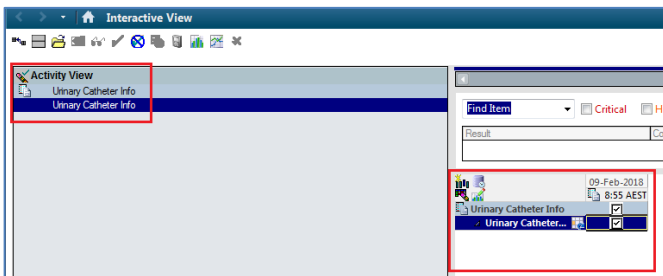 Interactive View
Activity View
Urinary Catheter Info
Urinary Catheter Info
Find Item
Critical
H
Result
Co
09-Feb-2018
8:55 AEST
Urinary Catheter Info
Urinary Catheter...